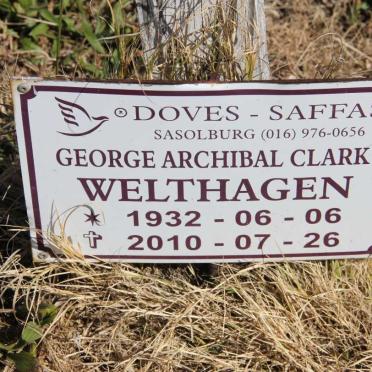 ® DOVES - SAFFAS
SASOLBURG (016) 976-0656
GEORGE ARCHIBAL CLARK
WELTHAGEN
1932 - 06 - 06
2010 - 07 - 26